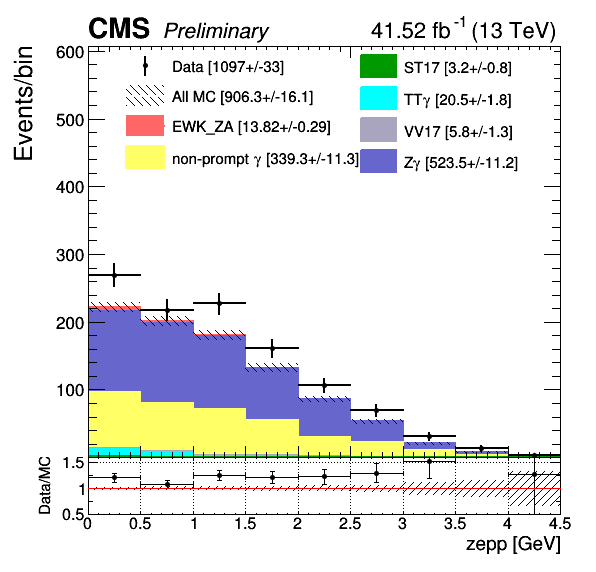 CMS Preliminary 41.52 fb⁻¹ (13 TeV)
Events/bin
600
500
400
300
200
100
Data [1097+/-33]
All MC [906.3+/-16.1]
EWK_ZA [13.82+/-0.29]
non-prompt γ [339.3+/-11.3]
ST17 [3.2+/-0.8]
TTγ [20.5+/-1.8]
VV17 [5.8+/-1.3]
Zγ [523.5+/-11.2]
Data/MC
1.5
1
0.5
0 0.5 1 1.5 2 2.5 3 3.5 4 4.5
zepp [GeV]